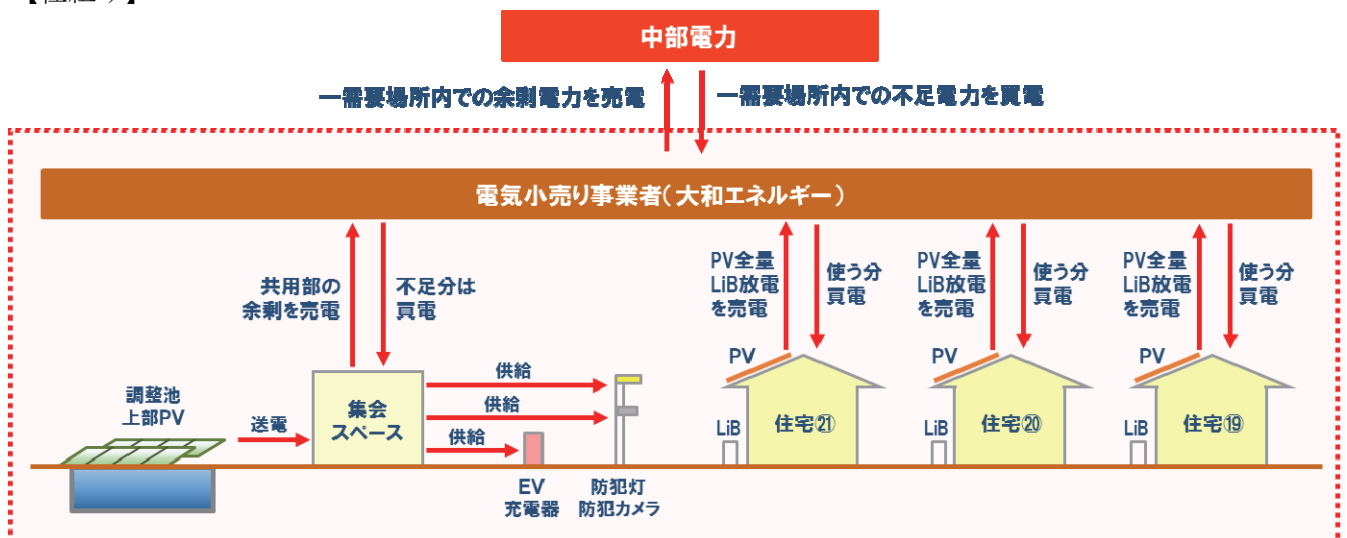 中部電力
一需要場所内での余剰電力を売電
一需要場所内での不足電力を買電
電気小売り事業者(大和エネルギー)
共用部の
余剰を売電
不足分は
買電
PV全量
LiB放電
を売電
使う分
買電
PV全量
LiB放電
を売電
使う分
買電
PV全量
LiB放電
を売電
使う分
買電
調整池
上部PV
送電
集会
スペース
供給
供給
供給
EV
充電器
防犯灯
防犯カメラ
PV
LiB
住宅㉑
PV
LiB
住宅⑳
PV
LiB
住宅⑲